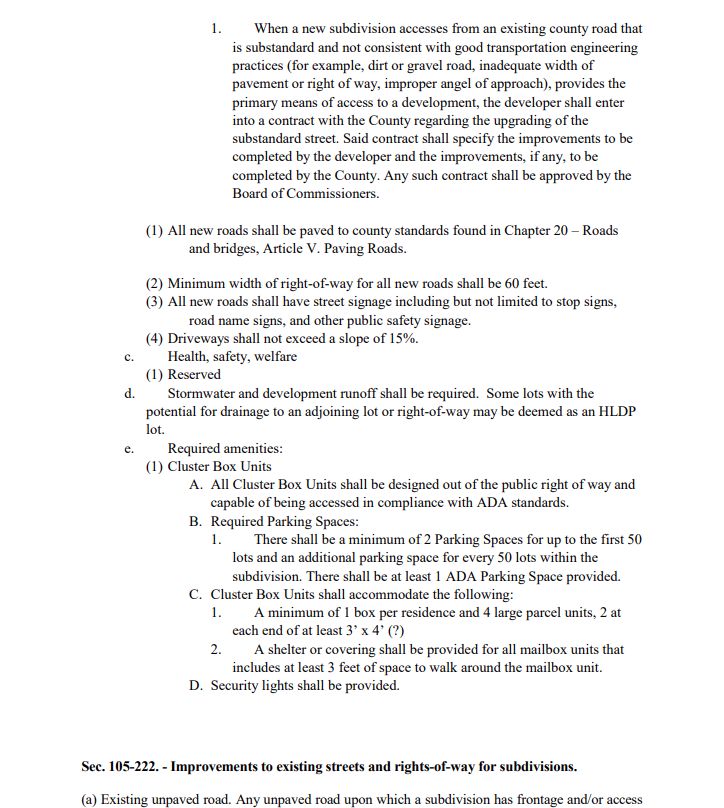 1. When a new subdivision accesses from an existing county road that
is substandard and not consistent with good transportation engineering
practices (for example, dirt or gravel road, inadequate width of
pavement or right of way, improper angel of approach), provides the
primary means of access to a development, the developer shall enter
into a contract with the County regarding the upgrading of the
substandard street. Said contract shall specify the improvements to be
completed by the developer and the improvements, if any, to be
completed by the County. Any such contract shall be approved by the
Board of Commissioners.
(1) All new roads shall be paved to county standards found in Chapter 20 – Roads
and bridges, Article V. Paving Roads.
(2) Minimum width of right-of-way for all new roads shall be 60 feet.
(3) All new roads shall have street signage including but not limited to stop signs,
road name signs, and other public safety signage.
(4) Driveways shall not exceed a slope of 15%.
c. Health, safety, welfare
(1) Reserved
d. Stormwater and development runoff shall be required. Some lots with the
potential for drainage to an adjoining lot or right-of-way may be deemed as an HLDP
lot.
e. Required amenities:
(1) Cluster Box Units
A. All Cluster Box Units shall be designed out of the public right of way and
capable of being accessed in compliance with ADA standards.
B. Required Parking Spaces:
1. There shall be a minimum of 2 Parking Spaces for up to the first 50
lots and an additional parking space for every 50 lots within the
subdivision. There shall be at least 1 ADA Parking Space provided.
C. Cluster Box Units shall accommodate the following:
1. A minimum of 1 box per residence and 4 large parcel units, 2 at
each end of at least 3’ x 4’ (?)
2. A shelter or covering shall be provided for all mailbox units that
includes at least 3 feet of space to walk around the mailbox unit.
D. Security lights shall be provided.
Sec. 105-222. - Improvements to existing streets and rights-of-way for subdivisions.
(a) Existing unpaved road. Any unpaved road upon which a subdivision has frontage and/or access